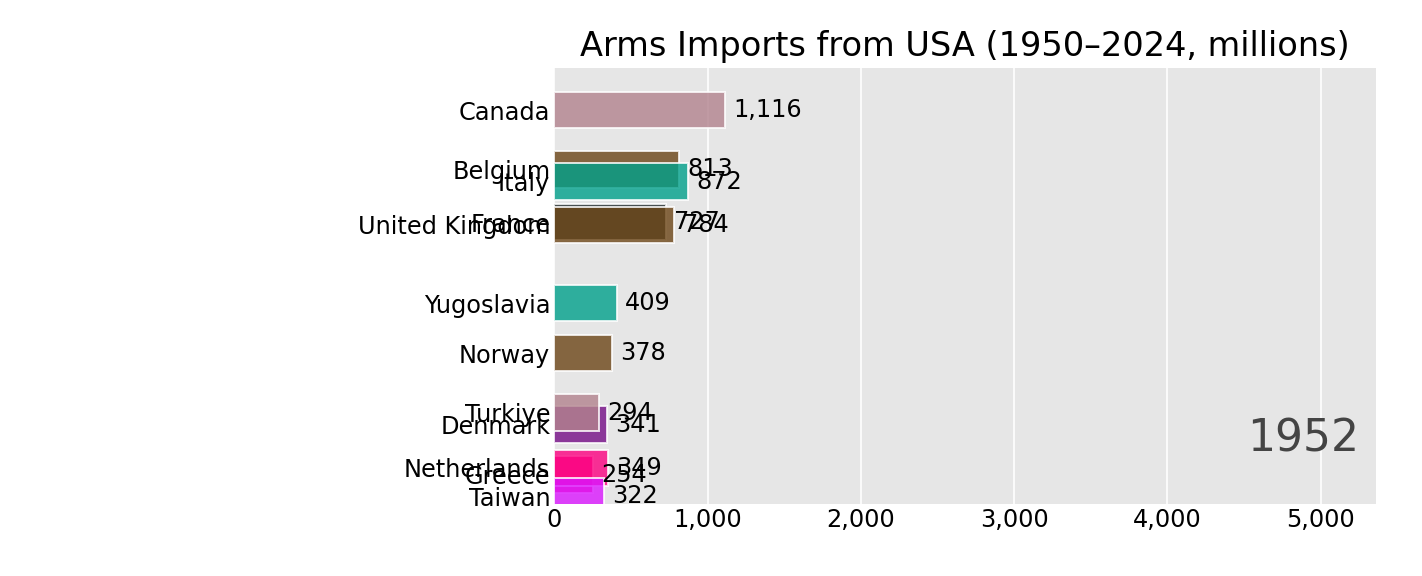 Arms Imports from USA (1950–2024, millions)
Canada 1,116
Belgium 813
Italy 872
France 727
United Kingdom 784
Yugoslavia 409
Norway 378
Turkiye 294
Denmark 341
Netherlands 349
Greece 254
Taiwan 322
1952
0 1,000 2,000 3,000 4,000 5,000